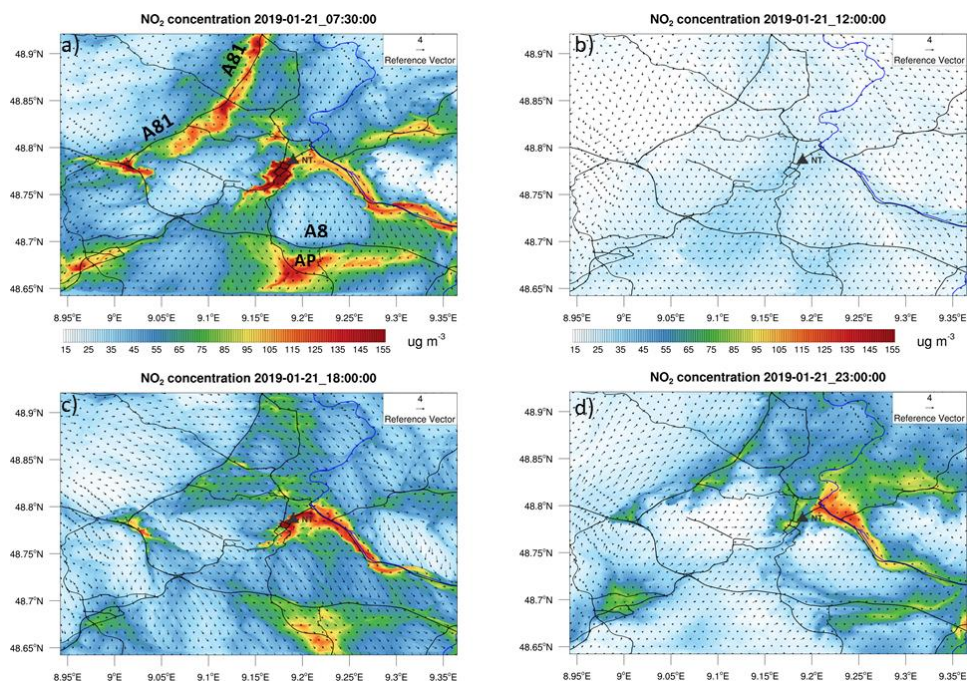 NO₂ concentration 2019-01-21_07:30:00
a)
4
Reference Vector
A81
A81
NT
A8
AP
48.9°N
48.85°N
48.8°N
48.75°N
48.7°N
48.65°N
8.95°E 9°E 9.05°E 9.1°E 9.15°E 9.2°E 9.25°E 9.3°E 9.35°E
15 25 35 45 55 65 75 85 95 105 115 125 135 145 155
ug m⁻³
NO₂ concentration 2019-01-21_12:00:00
b)
4
Reference Vector
NT
48.9°N
48.85°N
48.8°N
48.75°N
48.7°N
48.65°N
8.95°E 9°E 9.05°E 9.1°E 9.15°E 9.2°E 9.25°E 9.3°E 9.35°E
15 25 35 45 55 65 75 85 95 105 115 125 135 145 155
ug m⁻³
NO₂ concentration 2019-01-21_18:00:00
c)
4
Reference Vector
48.9°N
48.85°N
48.8°N
48.75°N
48.7°N
48.65°N
8.95°E 9°E 9.05°E 9.1°E 9.15°E 9.2°E 9.25°E 9.3°E 9.35°E
NO₂ concentration 2019-01-21_23:00:00
d)
4
Reference Vector
NT
48.9°N
48.85°N
48.8°N
48.75°N
48.7°N
48.65°N
8.95°E 9°E 9.05°E 9.1°E 9.15°E 9.2°E 9.25°E 9.3°E 9.35°E